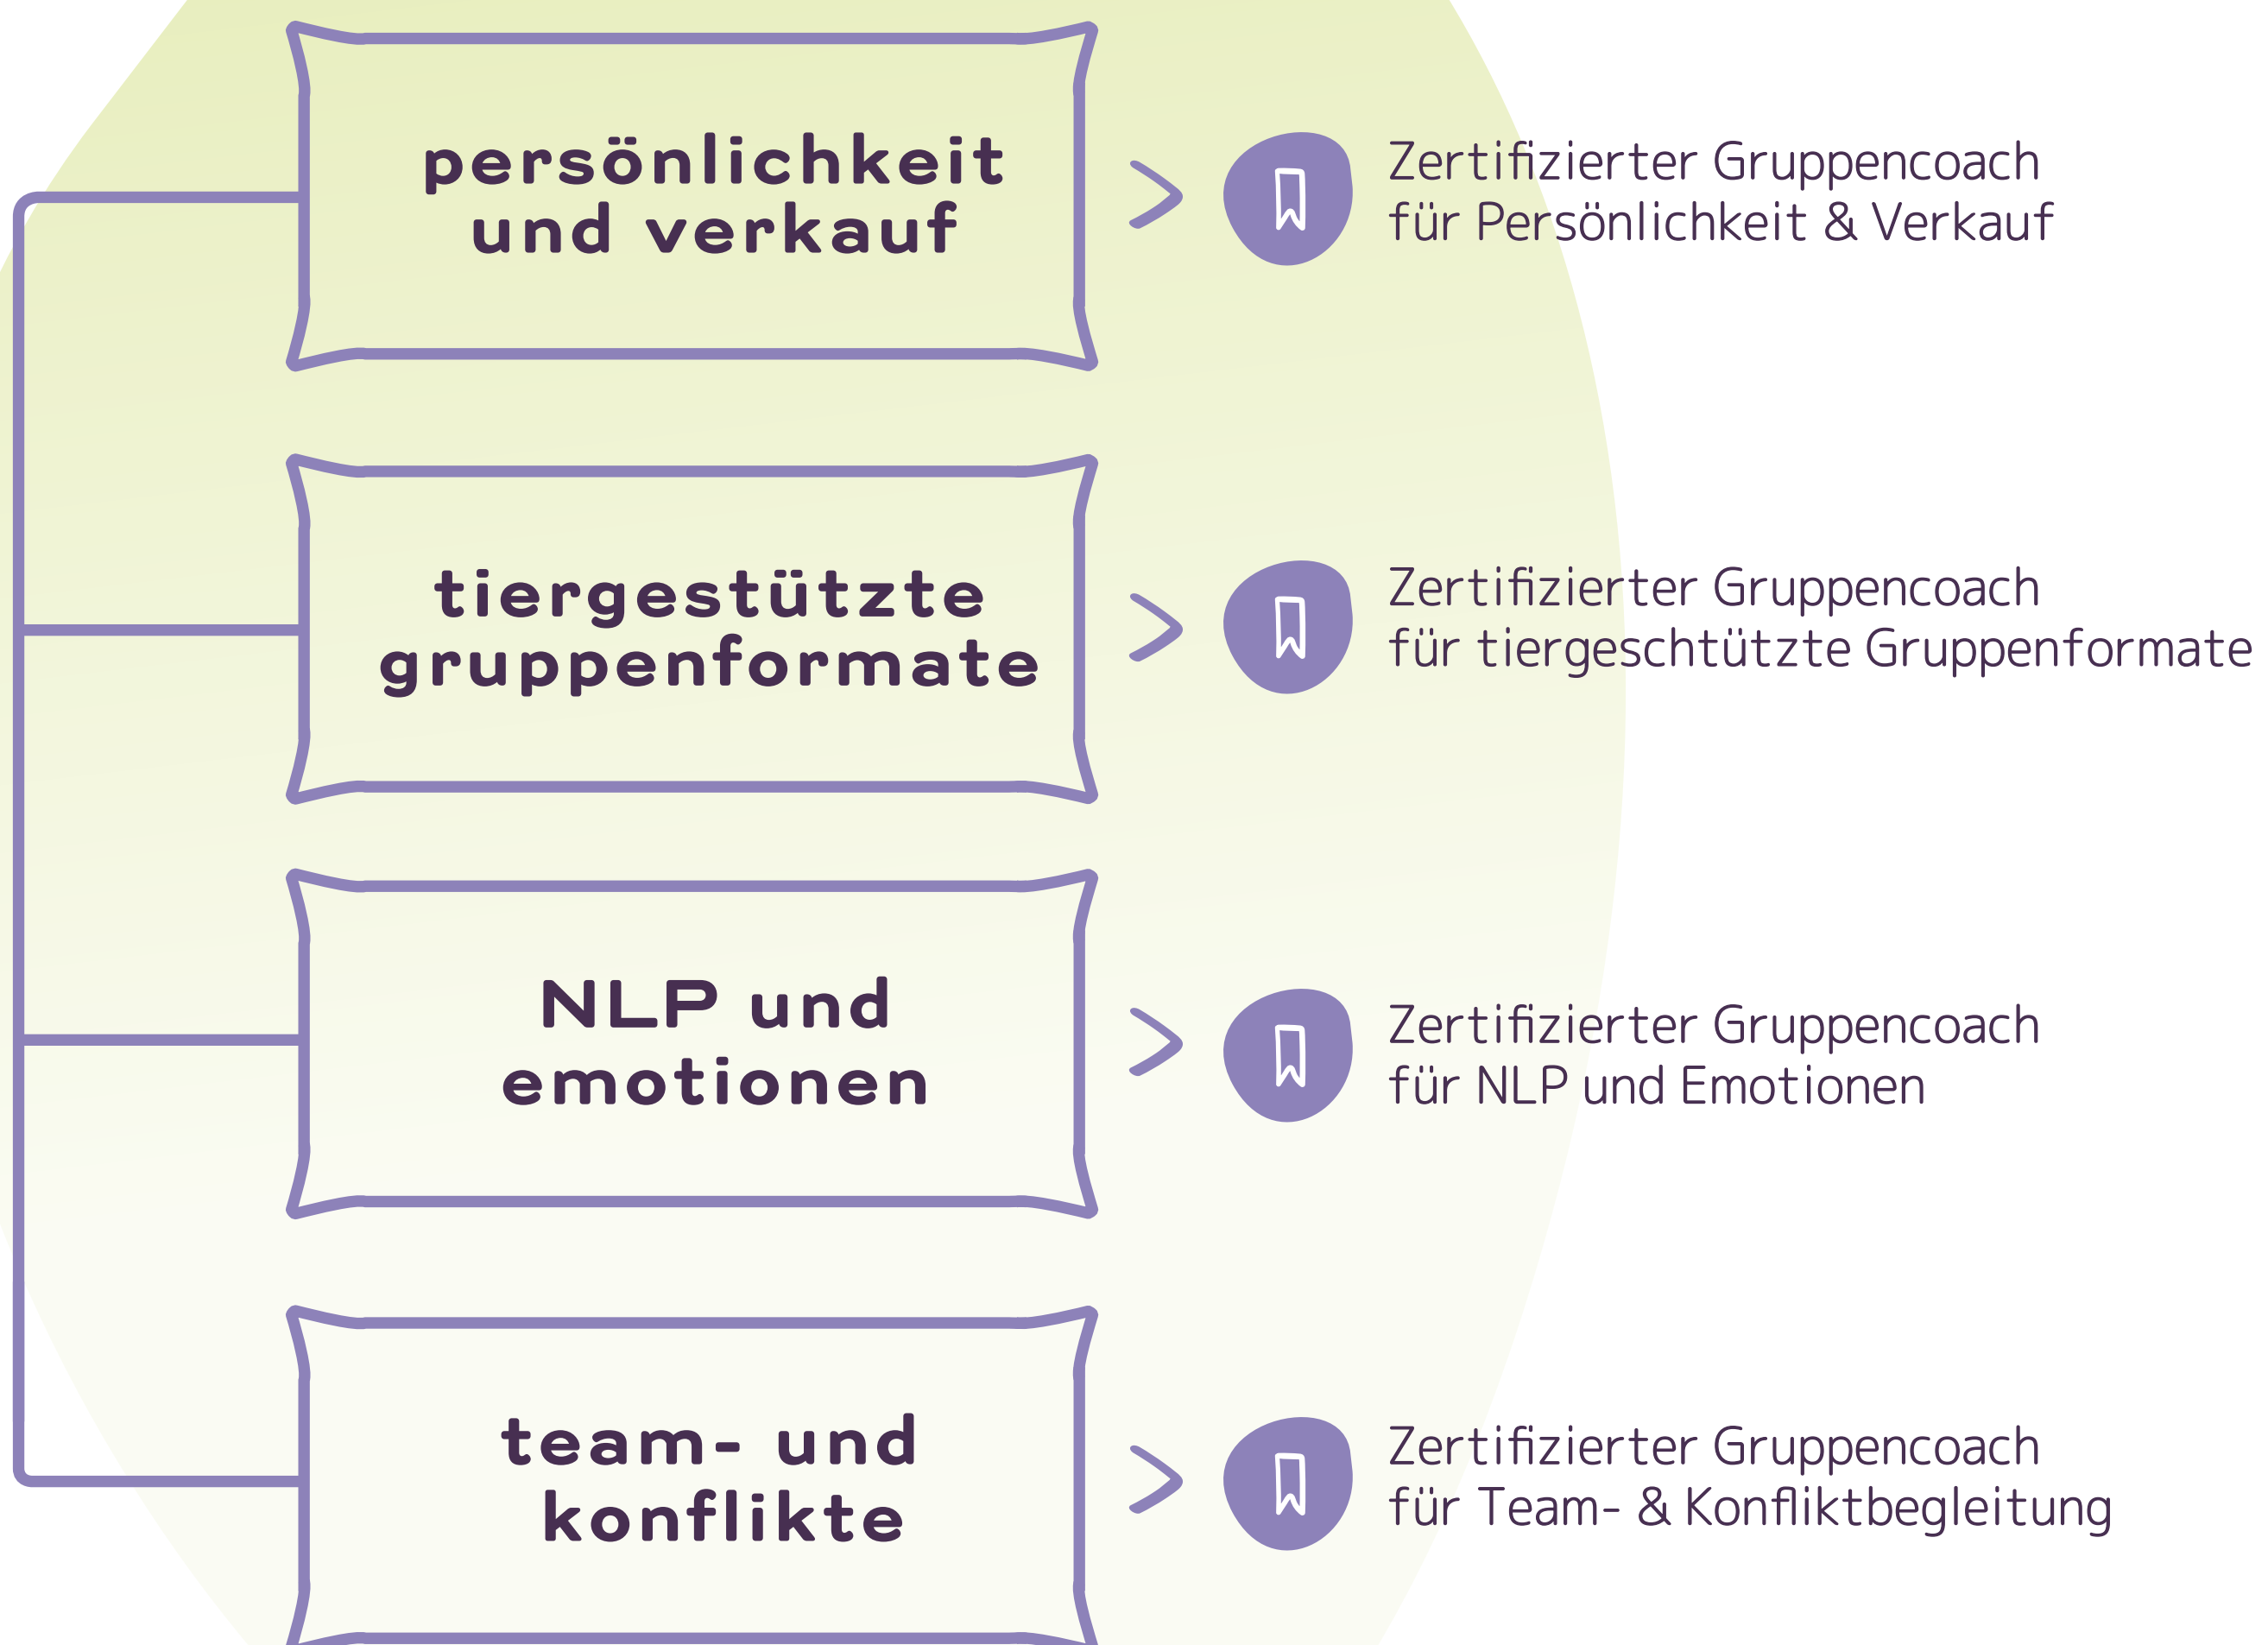 persönlichkeit
und verkauf
Zertifizierter Gruppencoach
für Persönlichkeit & Verkauf
tiergestützte
gruppenformate
Zertifizierter Gruppencoach
für tiergeschtützte Gruppenformate
NLP und
emotionen
Zertifizierter Gruppencoach
für NLP und Emotionen
team- und
konflikte
Zertifizierter Gruppencoach
für Team- & Konfliktbegleitung